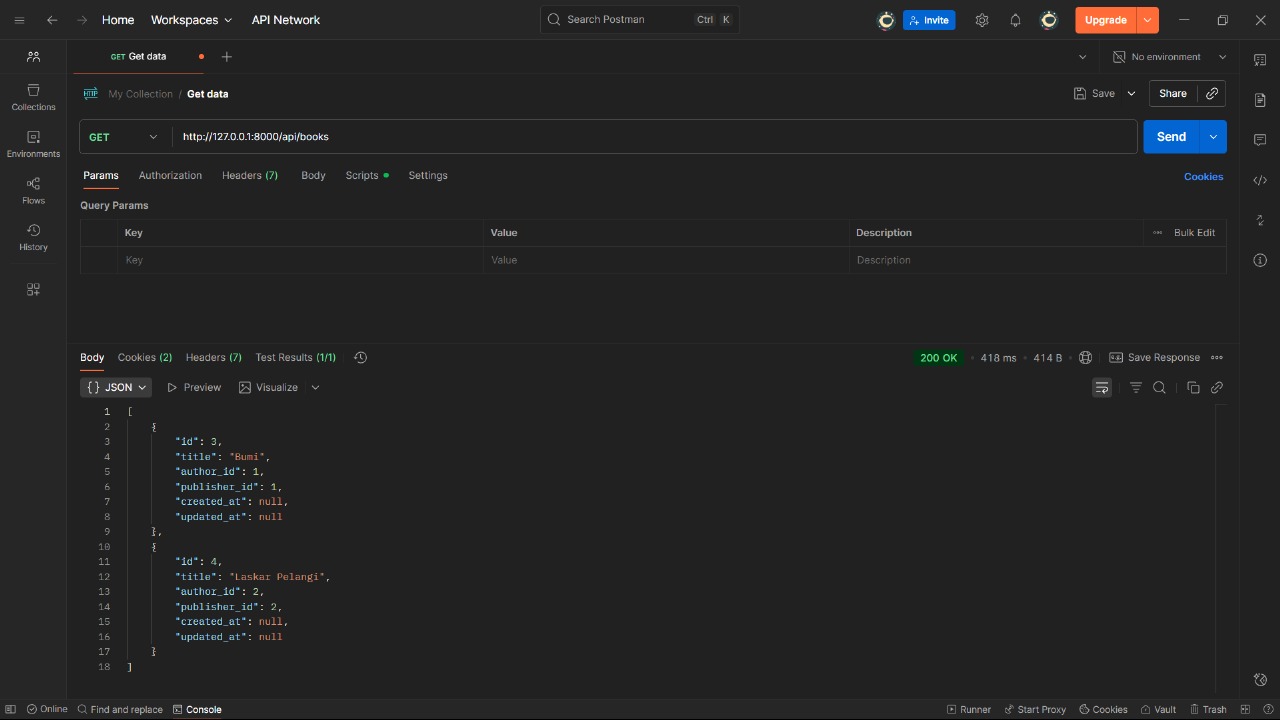 Home Workspaces API Network Search Postman Ctrl K Invite Upgrade
GET Get data No environment
HTTP My Collection / Get data Save Share
GET http://127.0.0.1:8000/api/books Send
Params Authorization Headers (7) Body Scripts Settings Cookies
Query Params
Key Value Description Bulk Edit
Key Value Description
Collections
Environments
Flows
History
Body Cookies (2) Headers (7) Test Results (1/1) 200 OK 418 ms 414 B Save Response
{} JSON Preview Visualize
1 [
2 {
3 "id": 3,
4 "title": "Bumi",
5 "author_id": 1,
6 "publisher_id": 1,
7 "created_at": null,
8 "updated_at": null
9 },
10 {
11 "id": 4,
12 "title": "Laskar Pelangi",
13 "author_id": 2,
14 "publisher_id": 2,
15 "created_at": null,
16 "updated_at": null
17 }
18 ]
Online Find and replace Console Runner Start Proxy Cookies Vault Trash